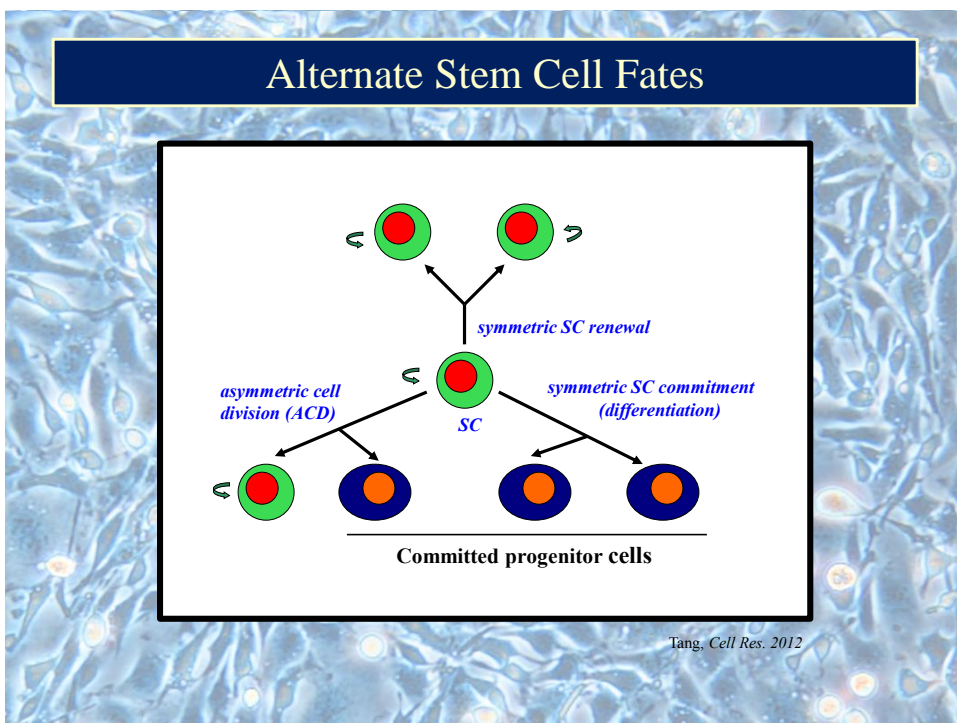 Alternate Stem Cell Fates
symmetric SC renewal
asymmetric cell
division (ACD)
symmetric SC commitment
(differentiation)
SC
Committed progenitor cells
Tang, Cell Res. 2012